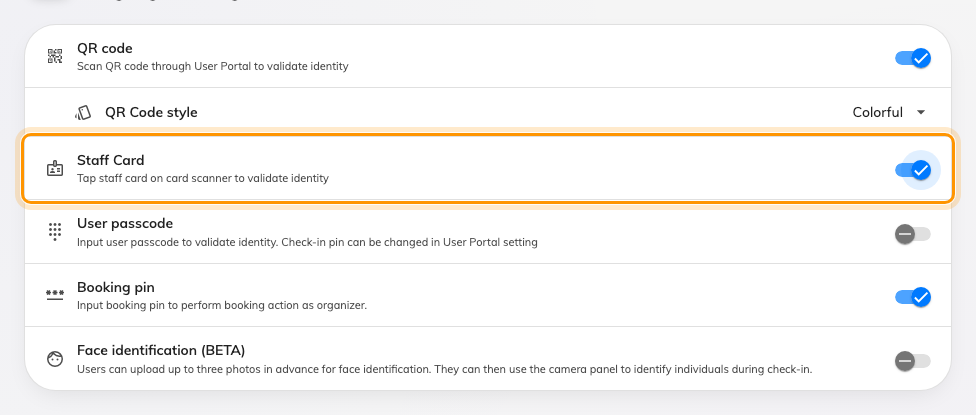 QR code
Scan QR code through User Portal to validate identity
QR Code style
Colorful
Staff Card
Tap staff card on card scanner to validate identity
User passcode
Input user passcode to validate identity. Check-in pin can be changed in User Portal setting
Booking pin
Input booking pin to perform booking action as organizer.
Face identification (BETA)
Users can upload up to three photos in advance for face identification. They can then use the camera panel to identify individuals during check-in.